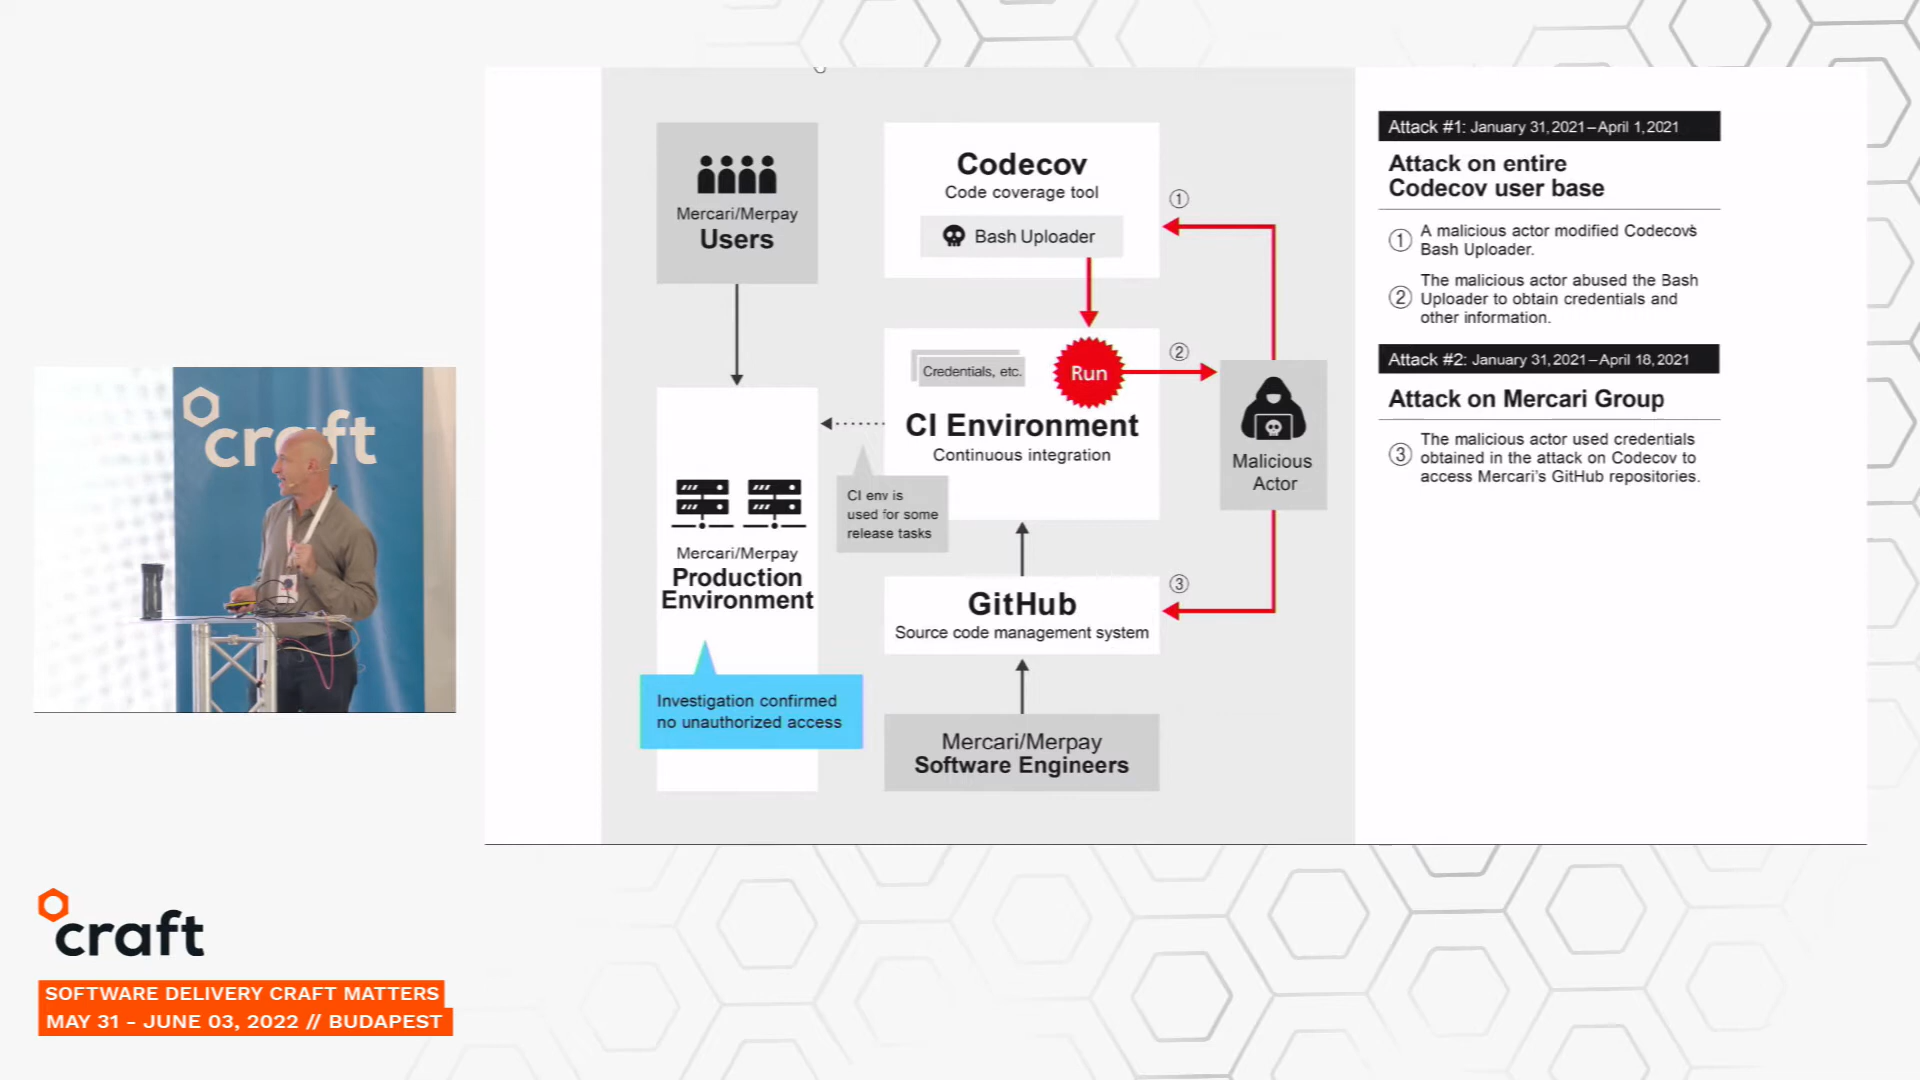 craft
craft
SOFTWARE DELIVERY CRAFT MATTERS
MAY 31 - JUNE 03, 2022 // BUDAPEST
Mercari/Merpay
Users
Codecov
Code coverage tool
Bash Uploader
①
Credentials, etc.
Run
②
CI Environment
Continuous integration
Malicious
Actor
CI env is
used for some
release tasks
Mercari/Merpay
Production
Environment
③
GitHub
Source code management system
Investigation confirmed
no unauthorized access
Mercari/Merpay
Software Engineers
Attack #1: January 31, 2021–April 1, 2021
Attack on entire
Codecov user base
① A malicious actor modified Codecov's
Bash Uploader.
② The malicious actor abused the Bash
Uploader to obtain credentials and
other information.
Attack #2: January 31, 2021–April 18, 2021
Attack on Mercari Group
③ The malicious actor used credentials
obtained in the attack on Codecov to
access Mercari's GitHub repositories.